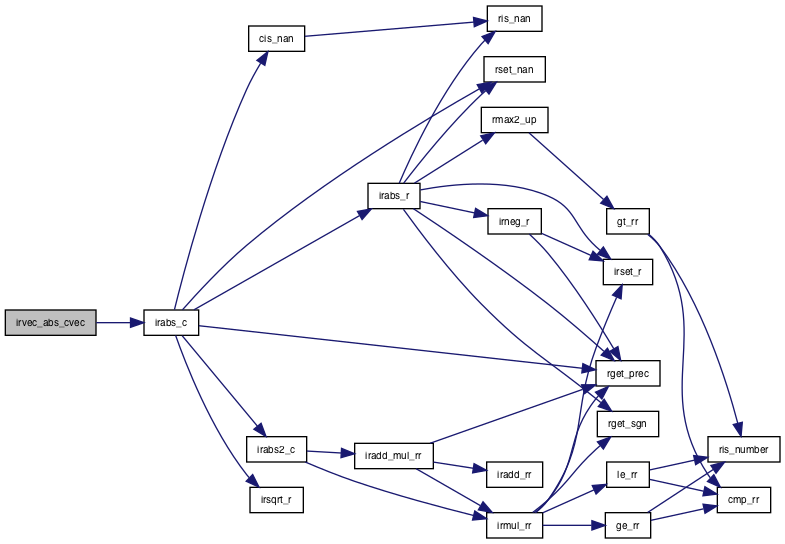 ris_nan
cis_nan
rset_nan
rmax2_up
irabs_r
irneg_r
gt_rr
irset_r
irvec_abs_cvec
irabs_c
rget_prec
rget_sgn
irabs2_c
iradd_mul_rr
ris_number
iradd_rr
le_rr
irsqrt_r
cmp_rr
irmul_rr
ge_rr